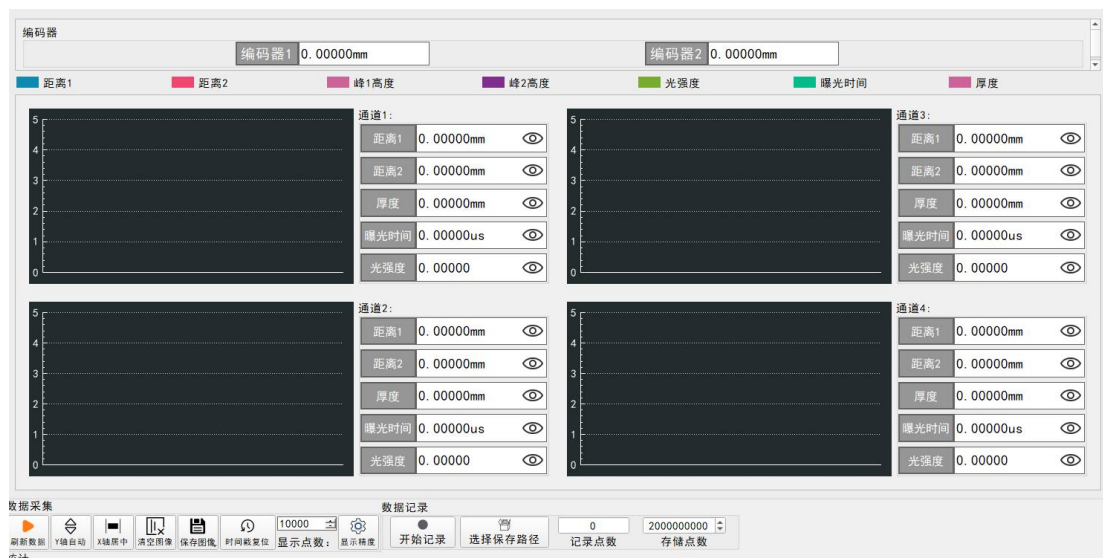 编码器
编码器1 0.00000mm 编码器2 0.00000mm
距离1 距离2 峰1高度 峰2高度 光强度 曝光时间 厚度
5
4
3
2
1
0
通道1:
距离1 0.00000mm
距离2 0.00000mm
厚度 0.00000mm
曝光时间 0.00000us
光强度 0.00000
5
4
3
2
1
0
通道3:
距离1 0.00000mm
距离2 0.00000mm
厚度 0.00000mm
曝光时间 0.00000us
光强度 0.00000
5
4
3
2
1
0
通道2:
距离1 0.00000mm
距离2 0.00000mm
厚度 0.00000mm
曝光时间 0.00000us
光强度 0.00000
5
4
3
2
1
0
通道4:
距离1 0.00000mm
距离2 0.00000mm
厚度 0.00000mm
曝光时间 0.00000us
光强度 0.00000
数据采集 数据记录
10000 0 2000000000
刷新数据 Y轴自动 X轴居中 清空图像 保存图像 时间戳复位 显示点数: 显示精度 开始记录 选择保存路径 记录点数 存储点数